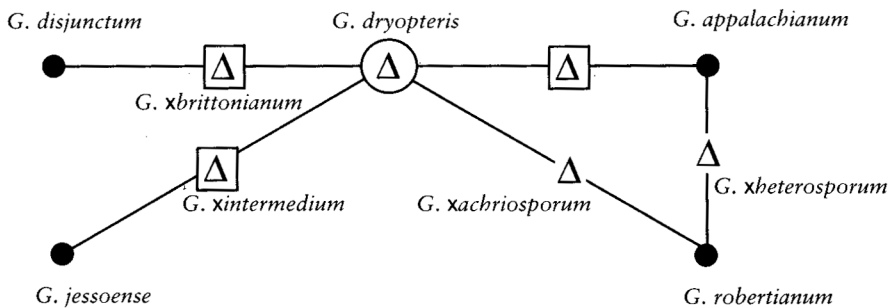 G. disjunctum
G. dryopteris
G. appalachianum
Δ
Δ
Δ
G. xbrittonianum
Δ
Δ
Δ
G. xheterosporum
G. xintermedium
G. xachriosporum
G. jessoense
G. robertianum